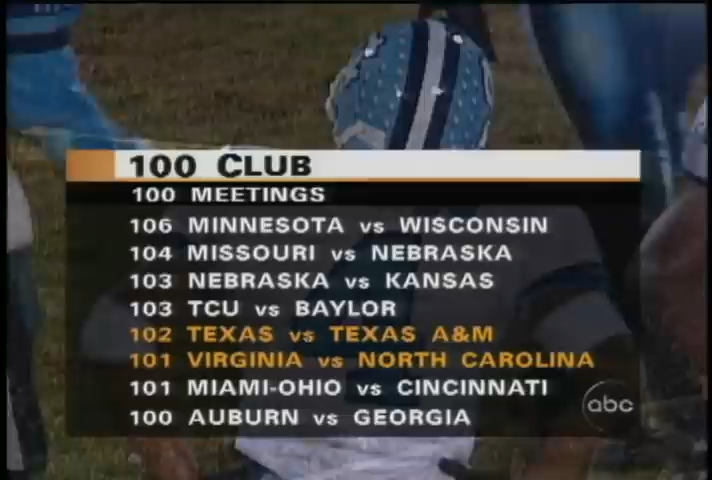 100 CLUB
100 MEETINGS
106 MINNESOTA vs WISCONSIN
104 MISSOURI vs NEBRASKA
103 NEBRASKA vs KANSAS
103 TCU vs BAYLOR
102 TEXAS vs TEXAS A&M
101 VIRGINIA vs NORTH CAROLINA
101 MIAMI-OHIO vs CINCINNATI
100 AUBURN vs GEORGIA
abc